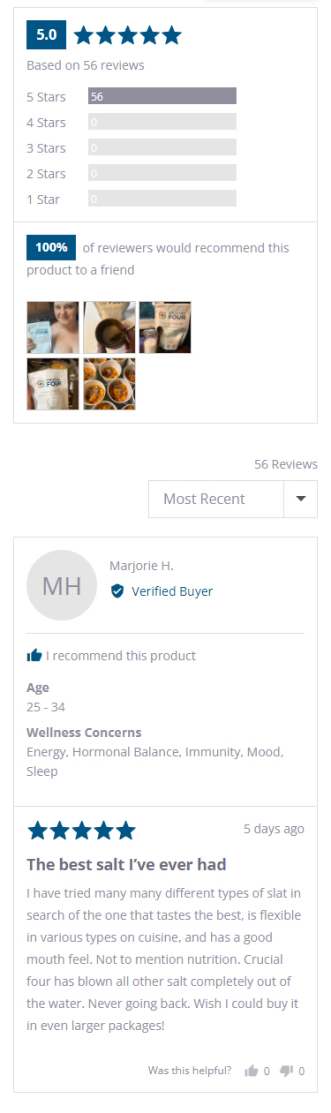 5.0
Based on 56 reviews
5 Stars 56
4 Stars 0
3 Stars 0
2 Stars 0
1 Star 0
100% of reviewers would recommend this
product to a friend
FOUR
FOUR
FOUR
56 Reviews
Most Recent
MH
Marjorie H.
Verified Buyer
I recommend this product
Age
25 - 34
Wellness Concerns
Energy, Hormonal Balance, Immunity, Mood,
Sleep
5 days ago
The best salt I've ever had
I have tried many many different types of slat in
search of the one that tastes the best, is flexible
in various types on cuisine, and has a good
mouth feel. Not to mention nutrition. Crucial
four has blown all other salt completely out of
the water. Never going back. Wish I could buy it
in even larger packages!
Was this helpful? 0 0